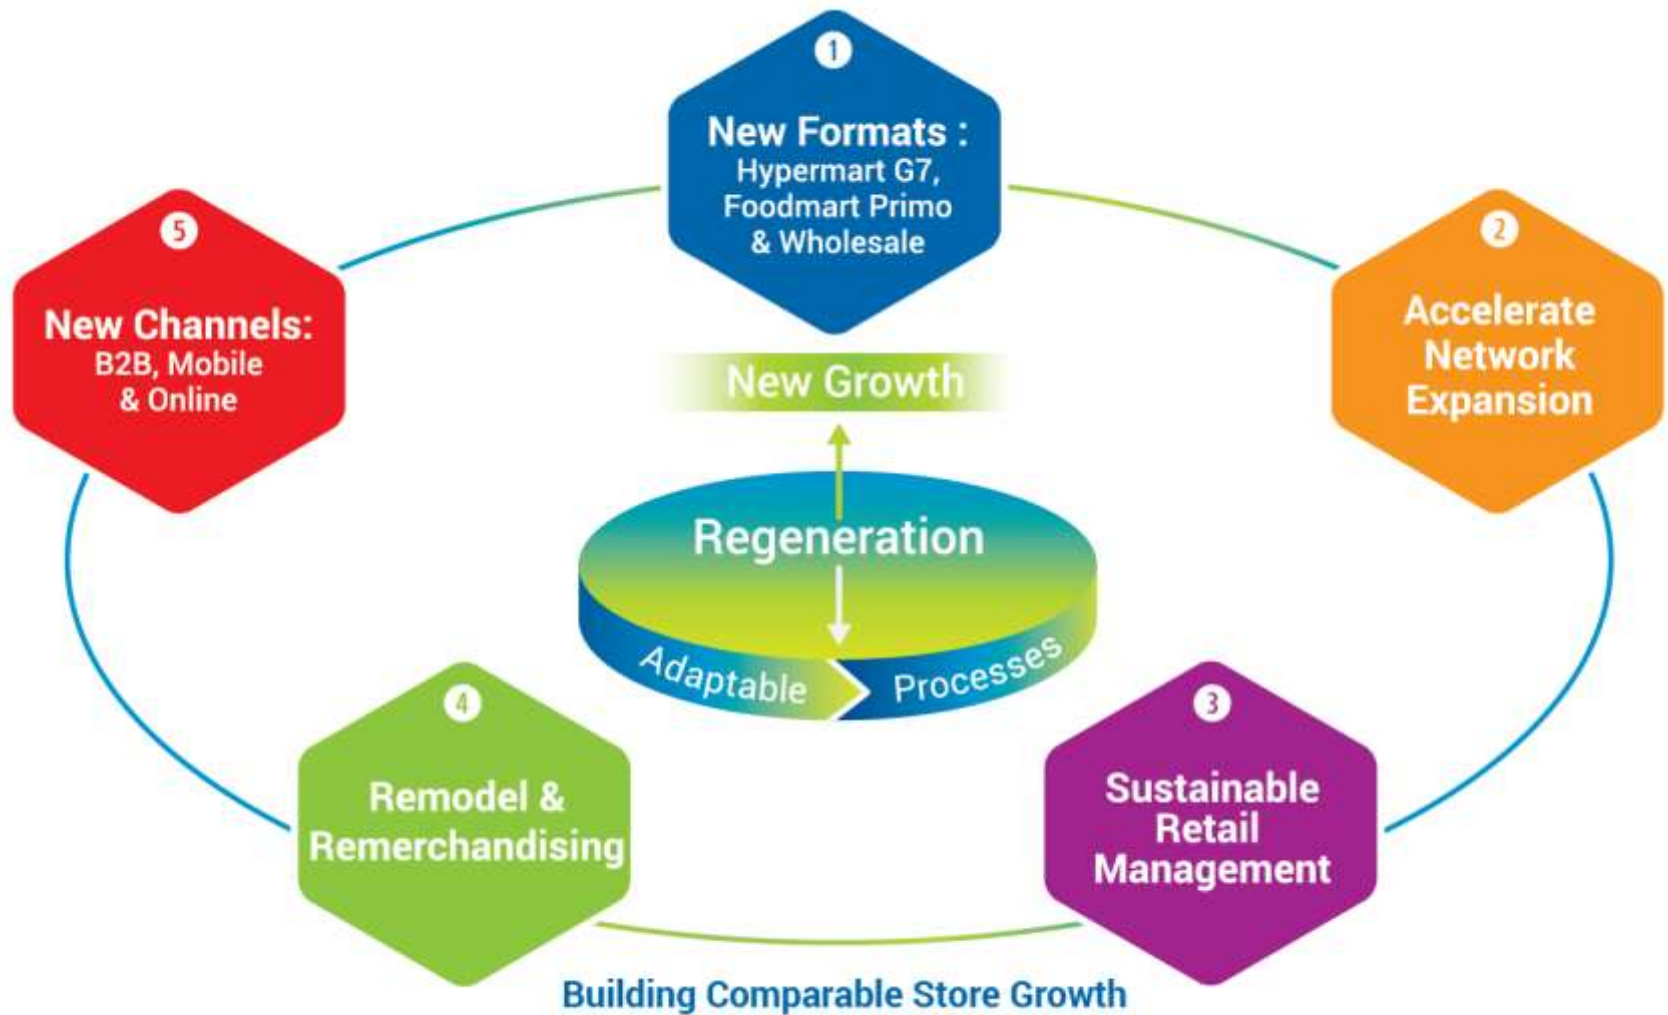 1
New Formats :
Hypermart G7,
Foodmart Primo
& Wholesale
2
Accelerate
Network
Expansion
3
Sustainable
Retail
Management
4
Remodel &
Remerchandising
5
New Channels:
B2B, Mobile
& Online
New Growth
Regeneration
Adaptable Processes
Building Comparable Store Growth